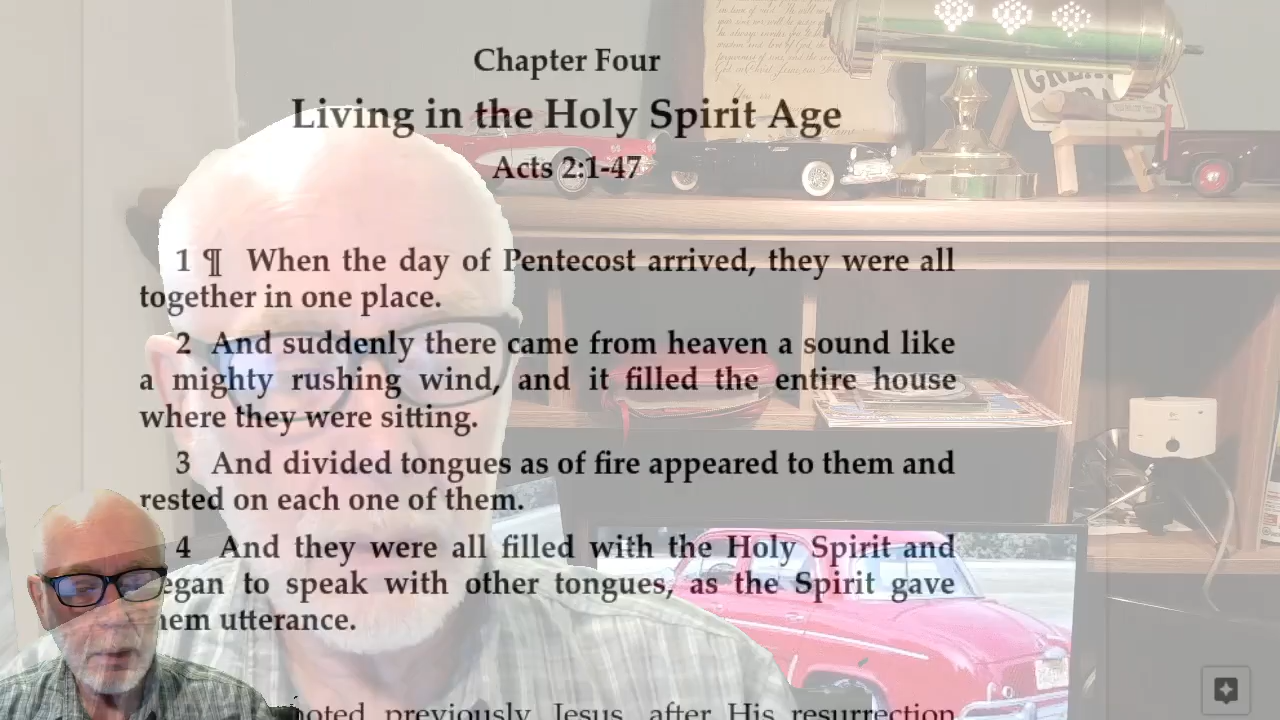 Chapter Four
Living in the Holy Spirit Age
Acts 2:1-47
1 ¶ When the day of Pentecost arrived, they were all
together in one place.
2 And suddenly there came from heaven a sound like
a mighty rushing wind, and it filled the entire house
where they were sitting.
3 And divided tongues as of fire appeared to them and
rested on each one of them.
4 And they were all filled with the Holy Spirit and
egan to speak with other tongues, as the Spirit gave
hem utterance.
noted previously Jesus, after His resurrection